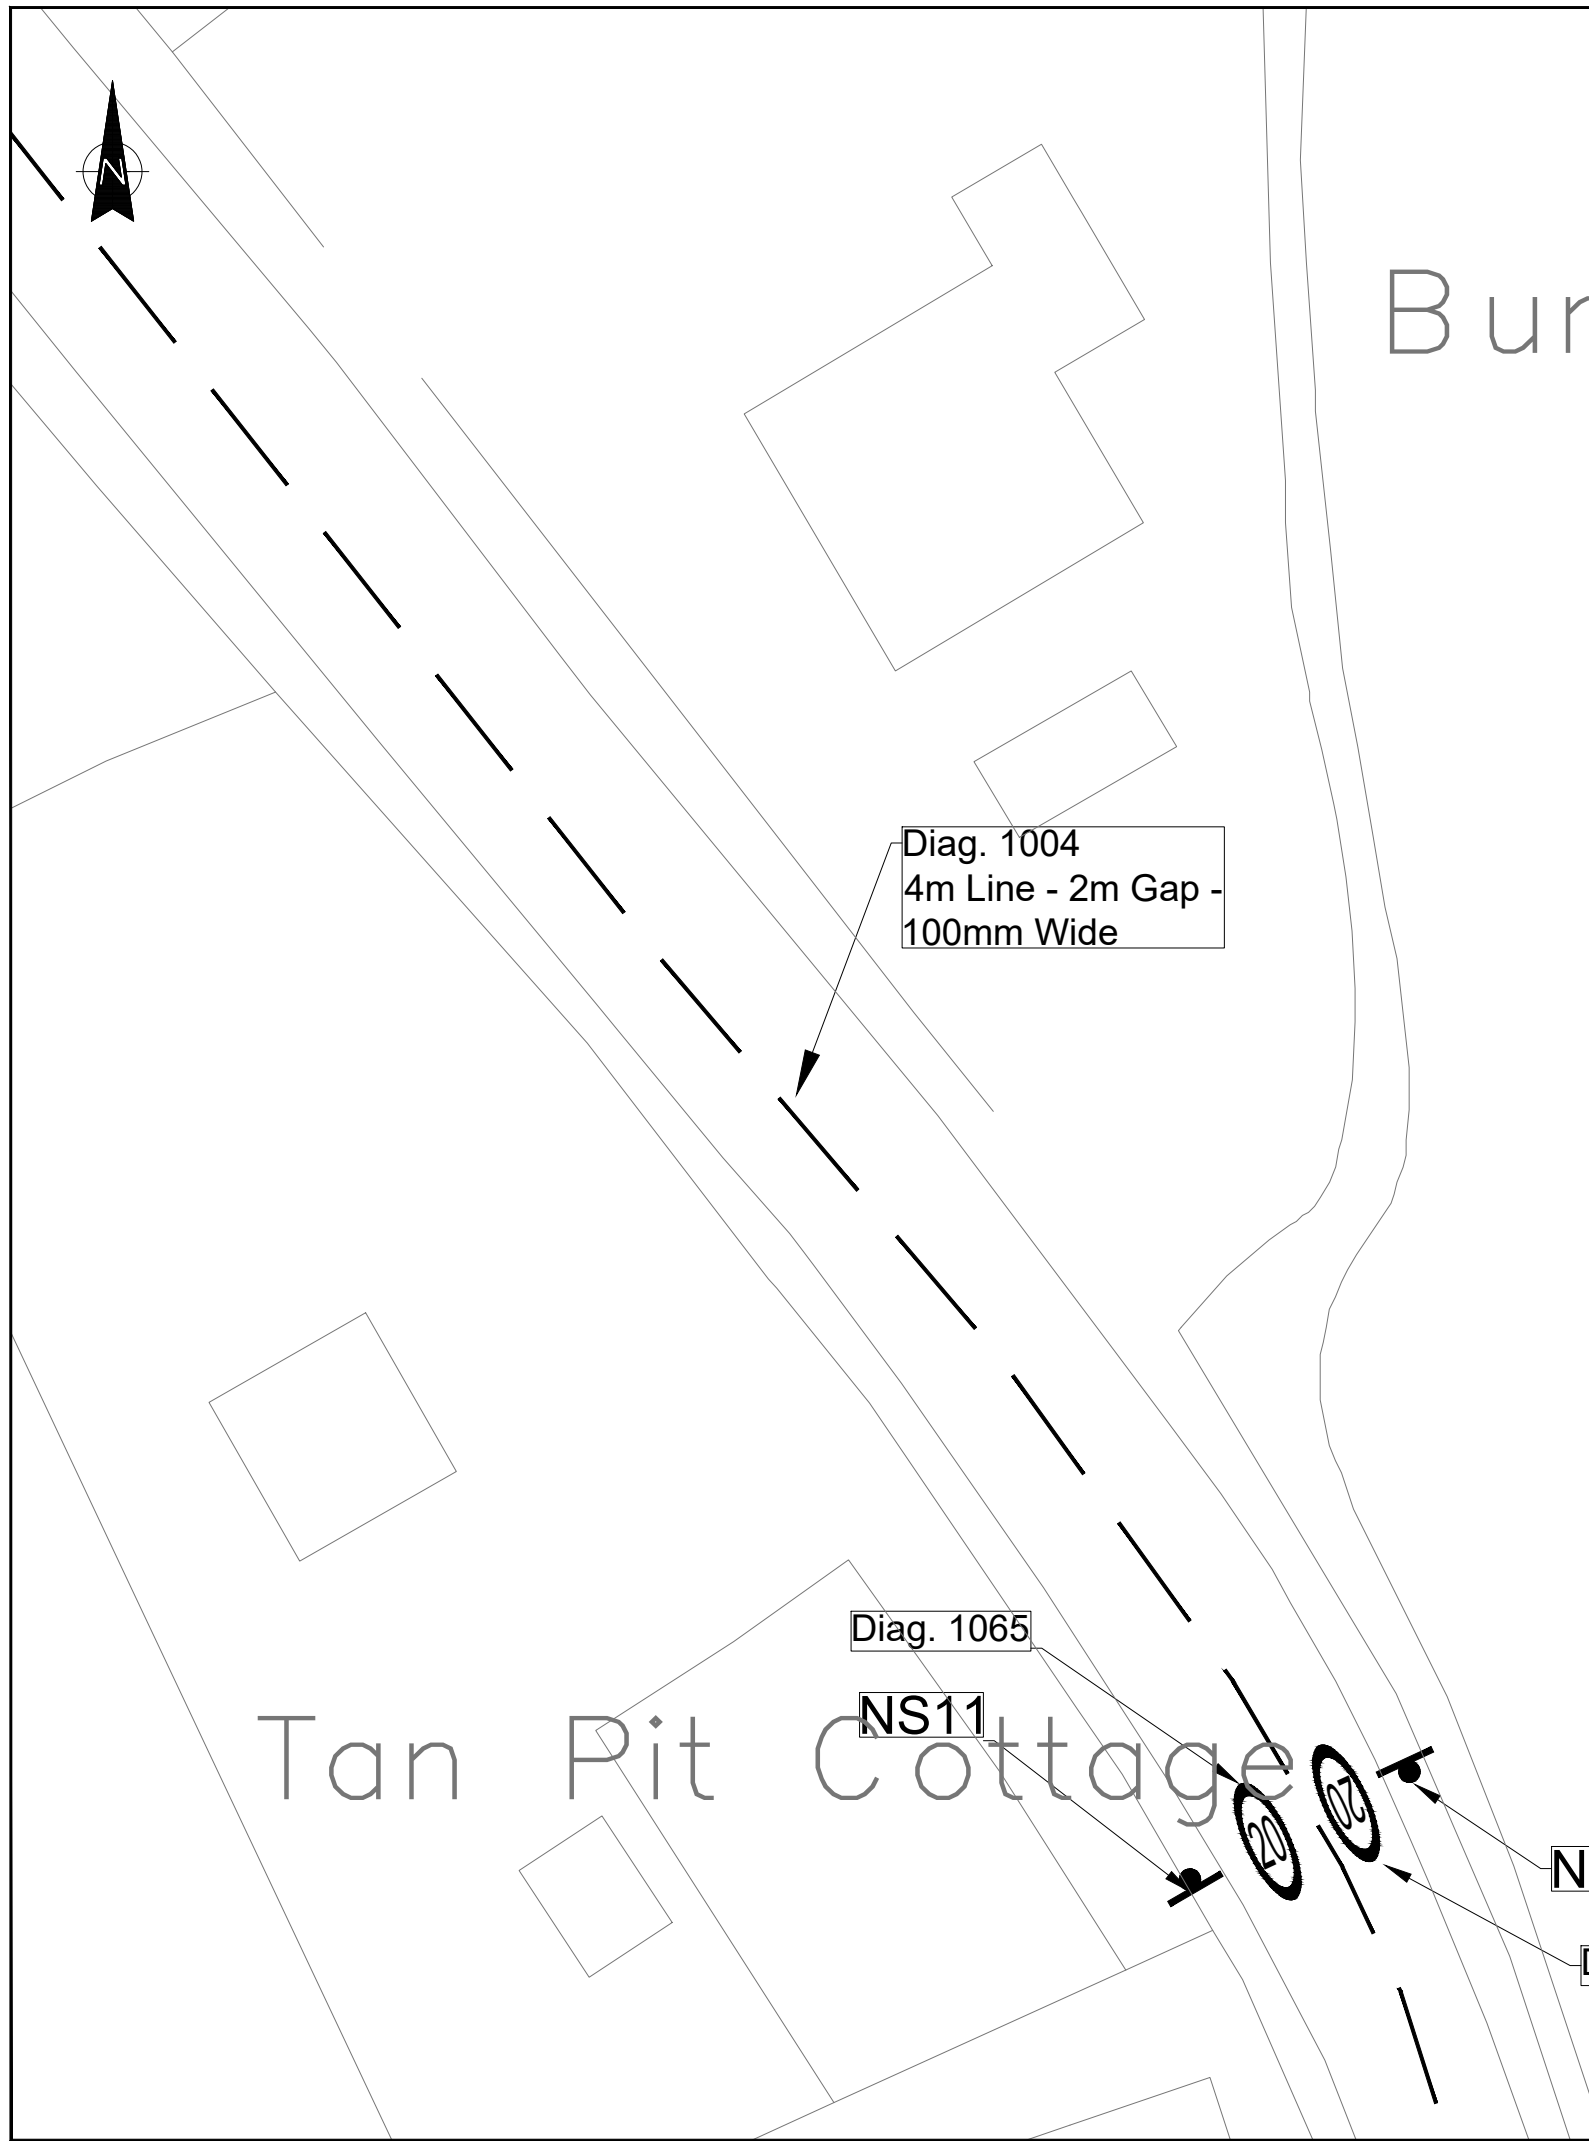 N
Bur
Diag. 1004
4m Line - 2m Gap -
100mm Wide
Diag. 1065
NS11
Tan Pit Cottage
20
20
N